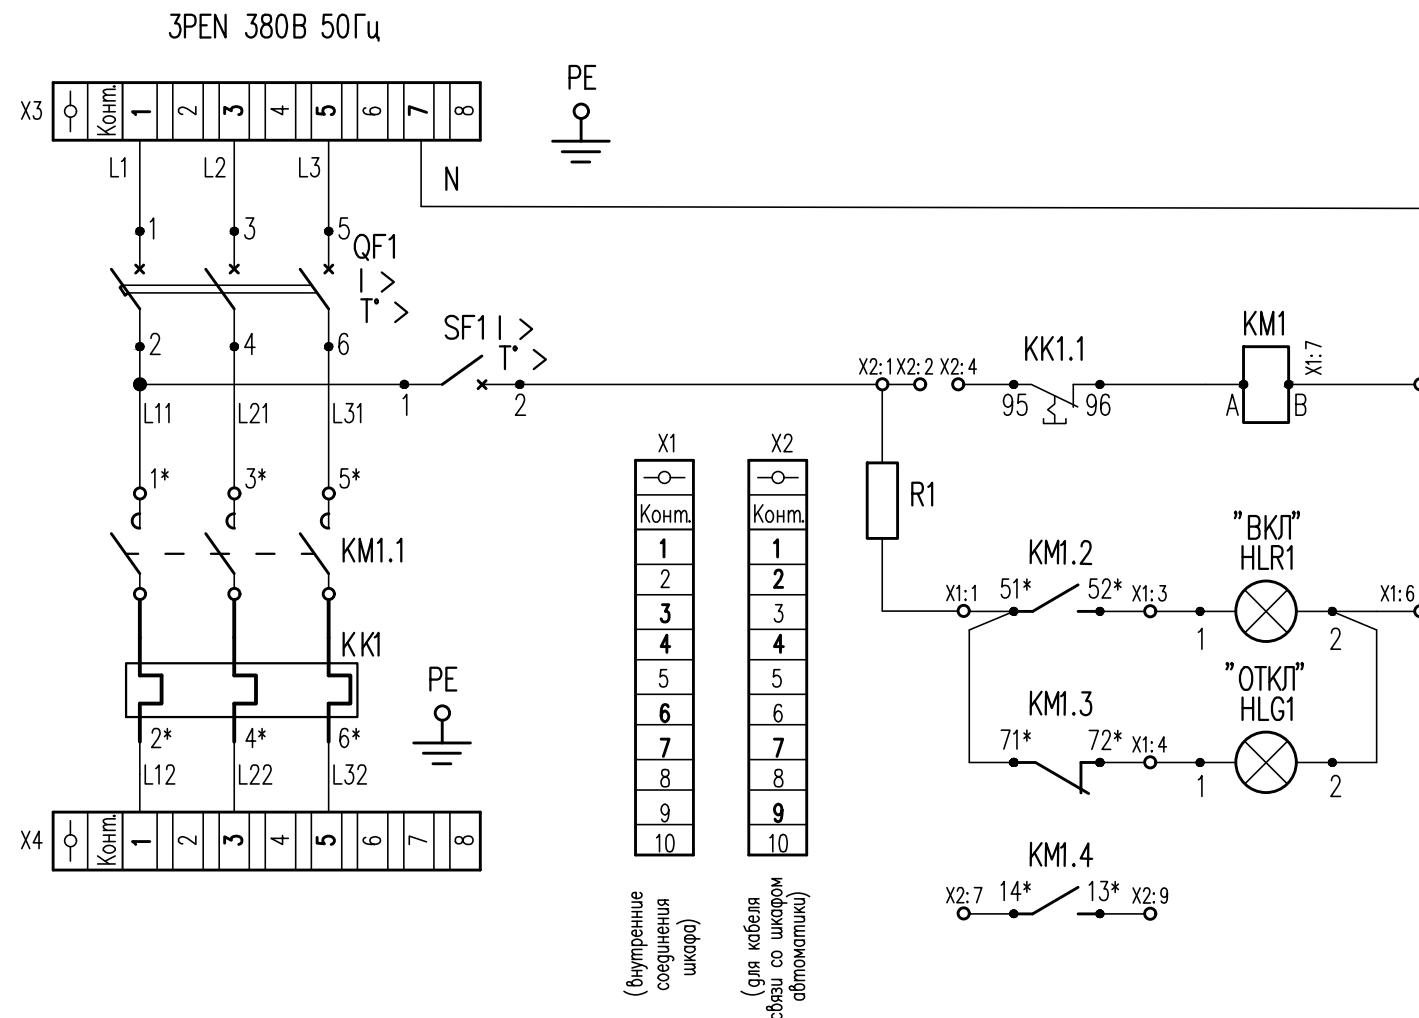 3PEN 380В 50Гц
X3 Конт. 1 2 3 4 5 6 7 8
PE
L1 L2 L3 N
1 3 5
QF1
I >
T° >
2 4 6
SF1 I >
T° >
1 2
L11 L21 L31
X2:1 X2:2 X2:4
KK1.1
95 96
KM1
A B
X1:7
1* 3* 5*
KM1.1
KK1
2* 4* 6*
PE
L12 L22 L32
X4 Конт. 1 2 3 4 5 6 7 8
X1
Конт.
1
2
3
4
5
6
7
8
9
10
(внутренние
соединения
шкафа)
X2
Конт.
1
2
3
4
5
6
7
8
9
10
(для кабеля
связи со шкафом
автоматики)
R1
KM1.2
"ВКЛ"
HLR1
X1:1 51* 52* X1:3 1 2 X1:6
KM1.3
"ОТКЛ"
HLG1
71* 72* X1:4 1 2
KM1.4
X2:7 14* 13* X2:9